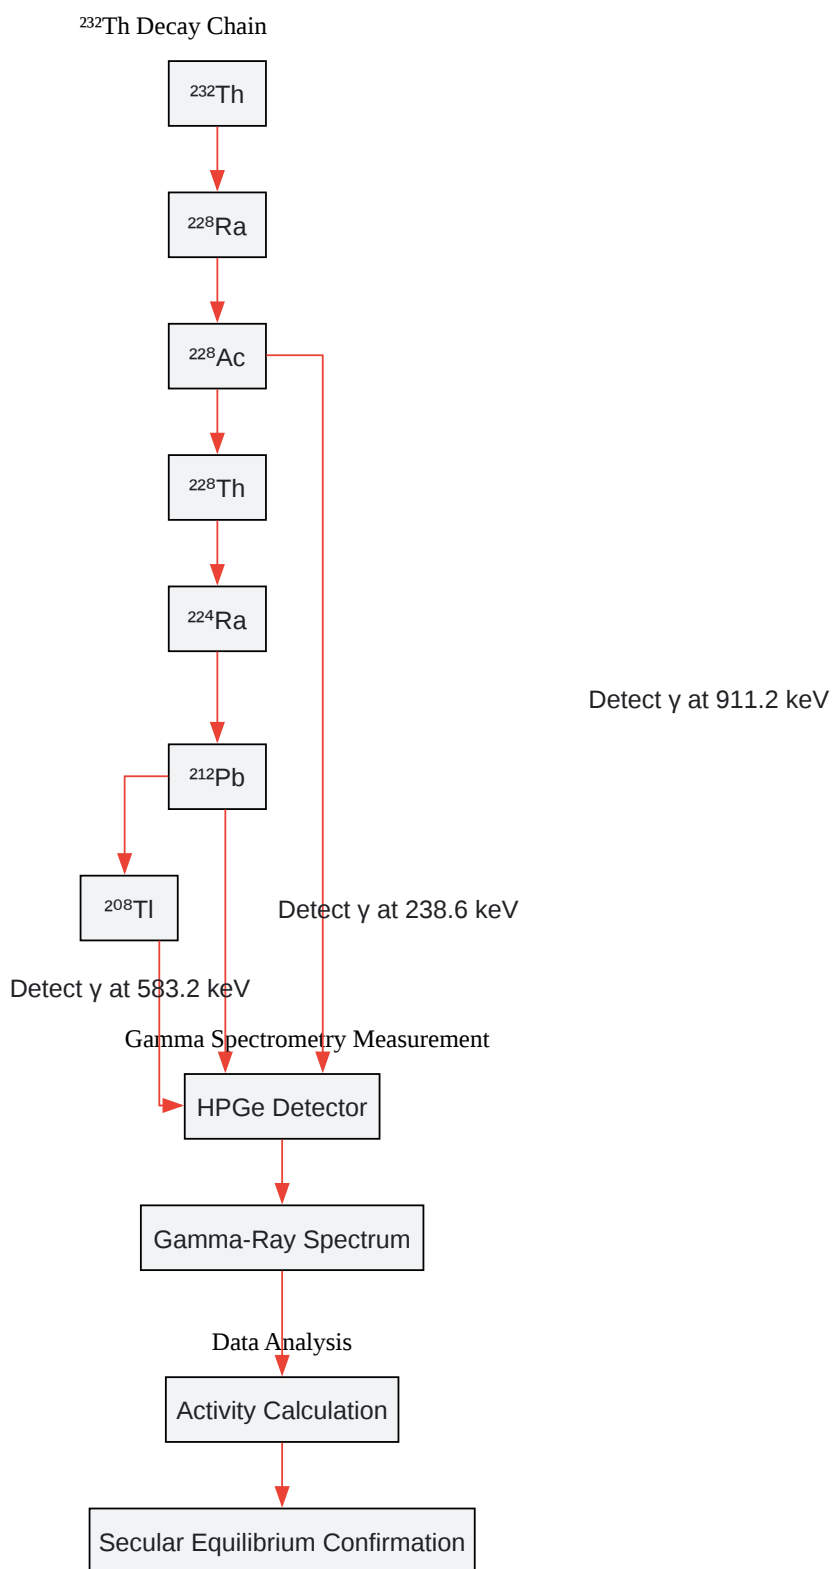 ²³²Th Decay Chain
²³²Th
²²⁸Ra
²²⁸Ac
²²⁸Th
²²⁴Ra
Detect γ at 911.2 keV
²¹²Pb
²⁰⁸Tl
Detect γ at 238.6 keV
Detect γ at 583.2 keV
Gamma Spectrometry Measurement
HPGe Detector
Gamma-Ray Spectrum
Data Analysis
Activity Calculation
Secular Equilibrium Confirmation